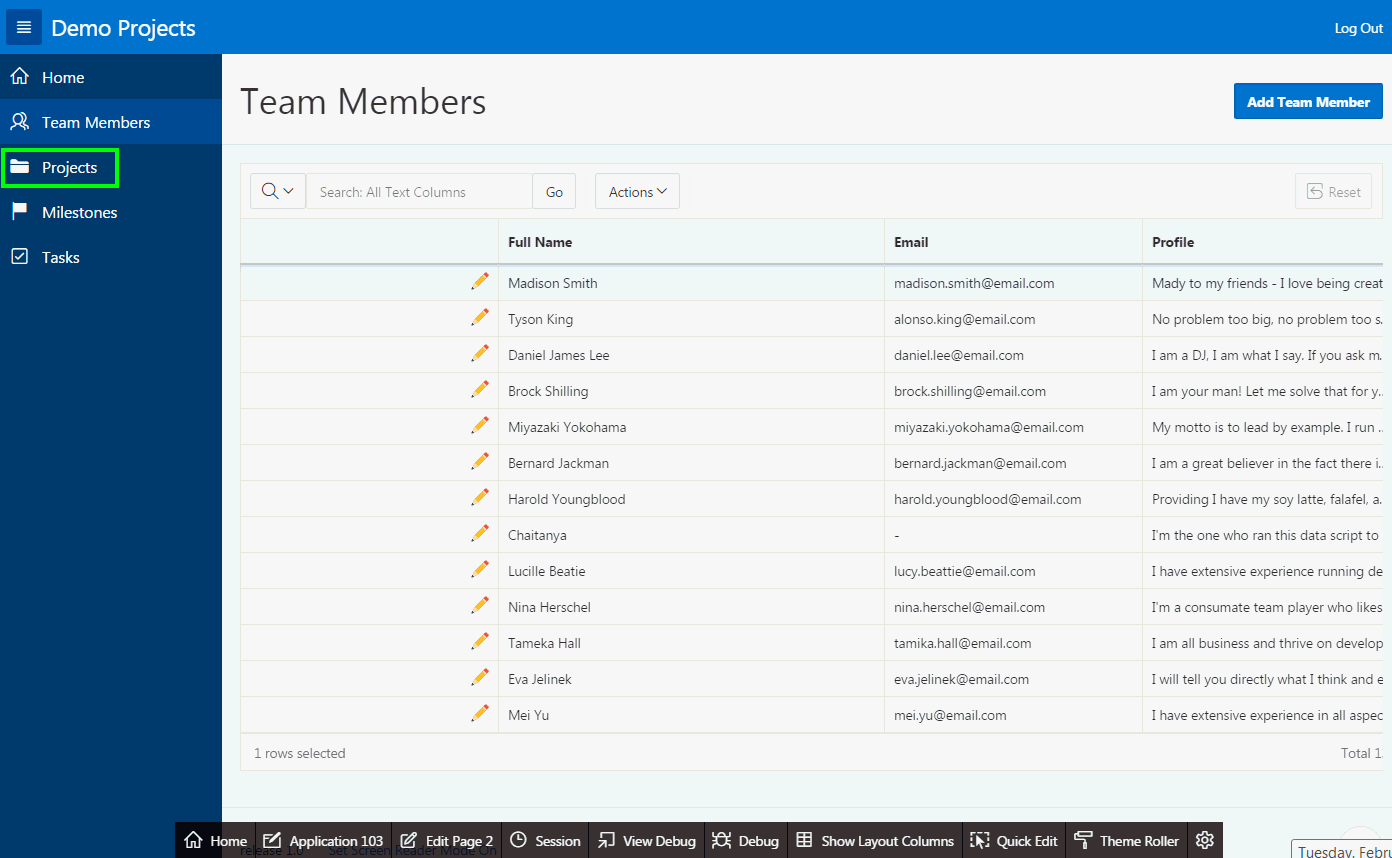 Demo Projects
Log Out
Home
Team Members
Projects
Milestones
Tasks
Team Members
Add Team Member
Search: All Text Columns
Go
Actions
Reset
Full Name Email Profile
Madison Smith madison.smith@email.com Mady to my friends - I love being creat
Tyson King alonso.king@email.com No problem too big, no problem too s..
Daniel James Lee daniel.lee@email.com I am a DJ, I am what I say. If you ask m.
Brock Shilling brock.shilling@email.com I am your man! Let me solve that for y..
Miyazaki Yokohama miyazaki.yokohama@email.com My motto is to lead by example. I run ..
Bernard Jackman bernard.jackman@email.com I am a great believer in the fact there i..
Harold Youngblood harold.youngblood@email.com Providing I have my soy latte, falafel, a.
Chaitanya - I'm the one who ran this data script to
Lucille Beatie lucy.beattie@email.com I have extensive experience running de
Nina Herschel nina.herschel@email.com I'm a consumate team player who likes
Tameka Hall tamika.hall@email.com I am all business and thrive on develop
Eva Jelinek eva.jelinek@email.com I will tell you directly what I think and e
Mei Yu mei.yu@email.com I have extensive experience in all aspec
1 rows selected
Total 1
Home Application 103 Edit Page 2 Session View Debug Debug Show Layout Columns Quick Edit Theme Roller
release 1.0 Set Screen Reader Mode On
Tuesday, Febru